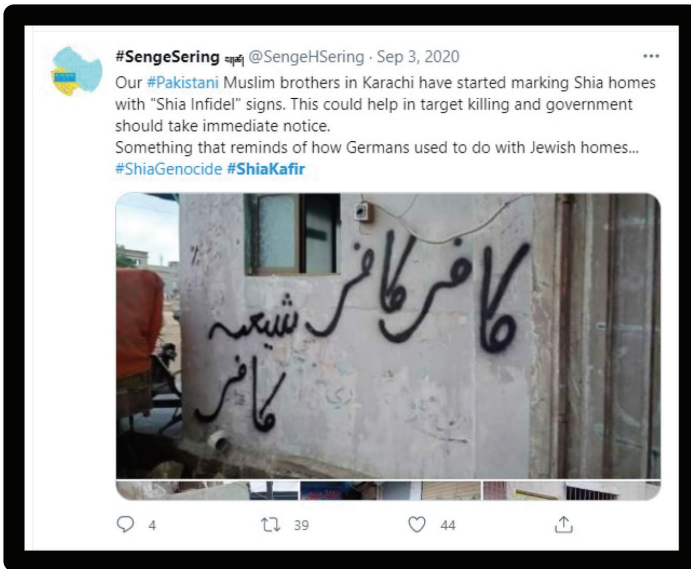 #SengeSering @SengeHSering · Sep 3, 2020
Our #Pakistani Muslim brothers in Karachi have started marking Shia homes
with "Shia Infidel" signs. This could help in target killing and government
should take immediate notice.
Something that reminds of how Germans used to do with Jewish homes...
#ShiaGenocide #ShiaKafir
کافر کافر شیعہ
کافر
4 39 44